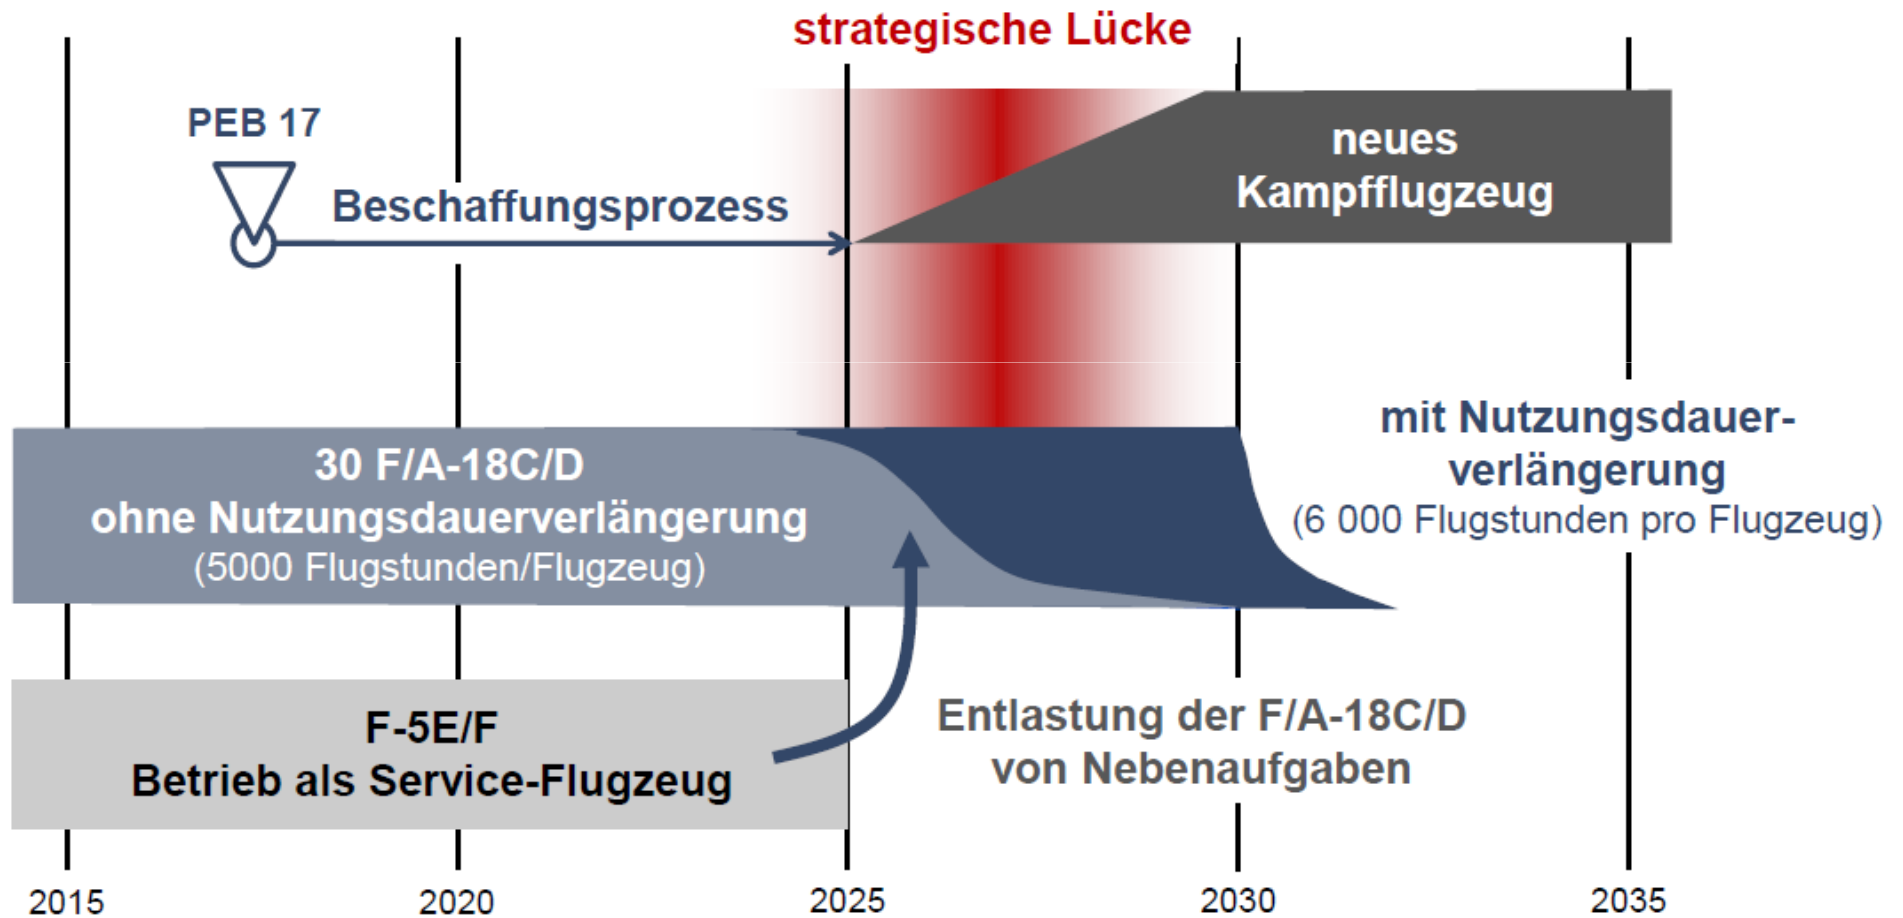 strategische Lücke
PEB 17
Beschaffungsprozess
neues
Kampfflugzeug
30 F/A-18C/D
ohne Nutzungsdauerverlängerung
(5000 Flugstunden/Flugzeug)
mit Nutzungsdauer-
verlängerung
(6 000 Flugstunden pro Flugzeug)
F-5E/F
Betrieb als Service-Flugzeug
Entlastung der F/A-18C/D
von Nebenaufgaben
2015 2020 2025 2030 2035